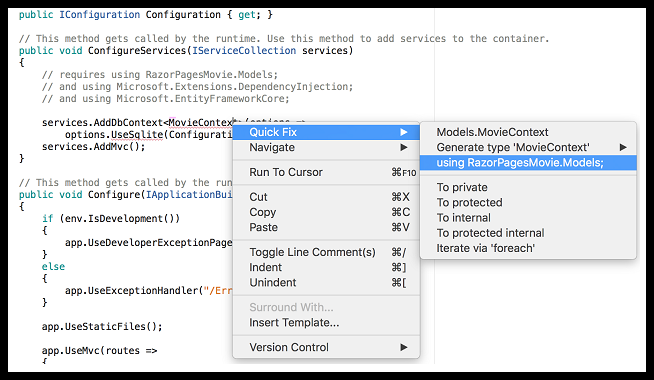 public IConfiguration Configuration { get; }
// This method gets called by the runtime. Use this method to add services to the container.
public void ConfigureServices(IServiceCollection services)
{
// requires using RazorPagesMovie.Models;
// and using Microsoft.Extensions.DependencyInjection;
// and using Microsoft.EntityFrameworkCore;
services.AddDbContext<MovieContext>(options =>
options.UseSqlite(Configuration
services.AddMvc();
}
// This method gets called by the run
public void Configure(IApplicationBui
{
if (env.IsDevelopment())
{
app.UseDeveloperExceptionPage
}
else
{
app.UseExceptionHandler("/Err
}
app.UseStaticFiles();
app.UseMvc(routes =>
{
Quick Fix
Navigate
Run To Cursor ⌘F10
Cut ⌘X
Copy ⌘C
Paste ⌘V
Toggle Line Comment(s) ⌘/
Indent ⌘]
Unindent ⌘[
Surround With...
Insert Template...
Version Control
Models.MovieContext
Generate type 'MovieContext'
using RazorPagesMovie.Models;
To private
To protected
To internal
To protected internal
Iterate via 'foreach'